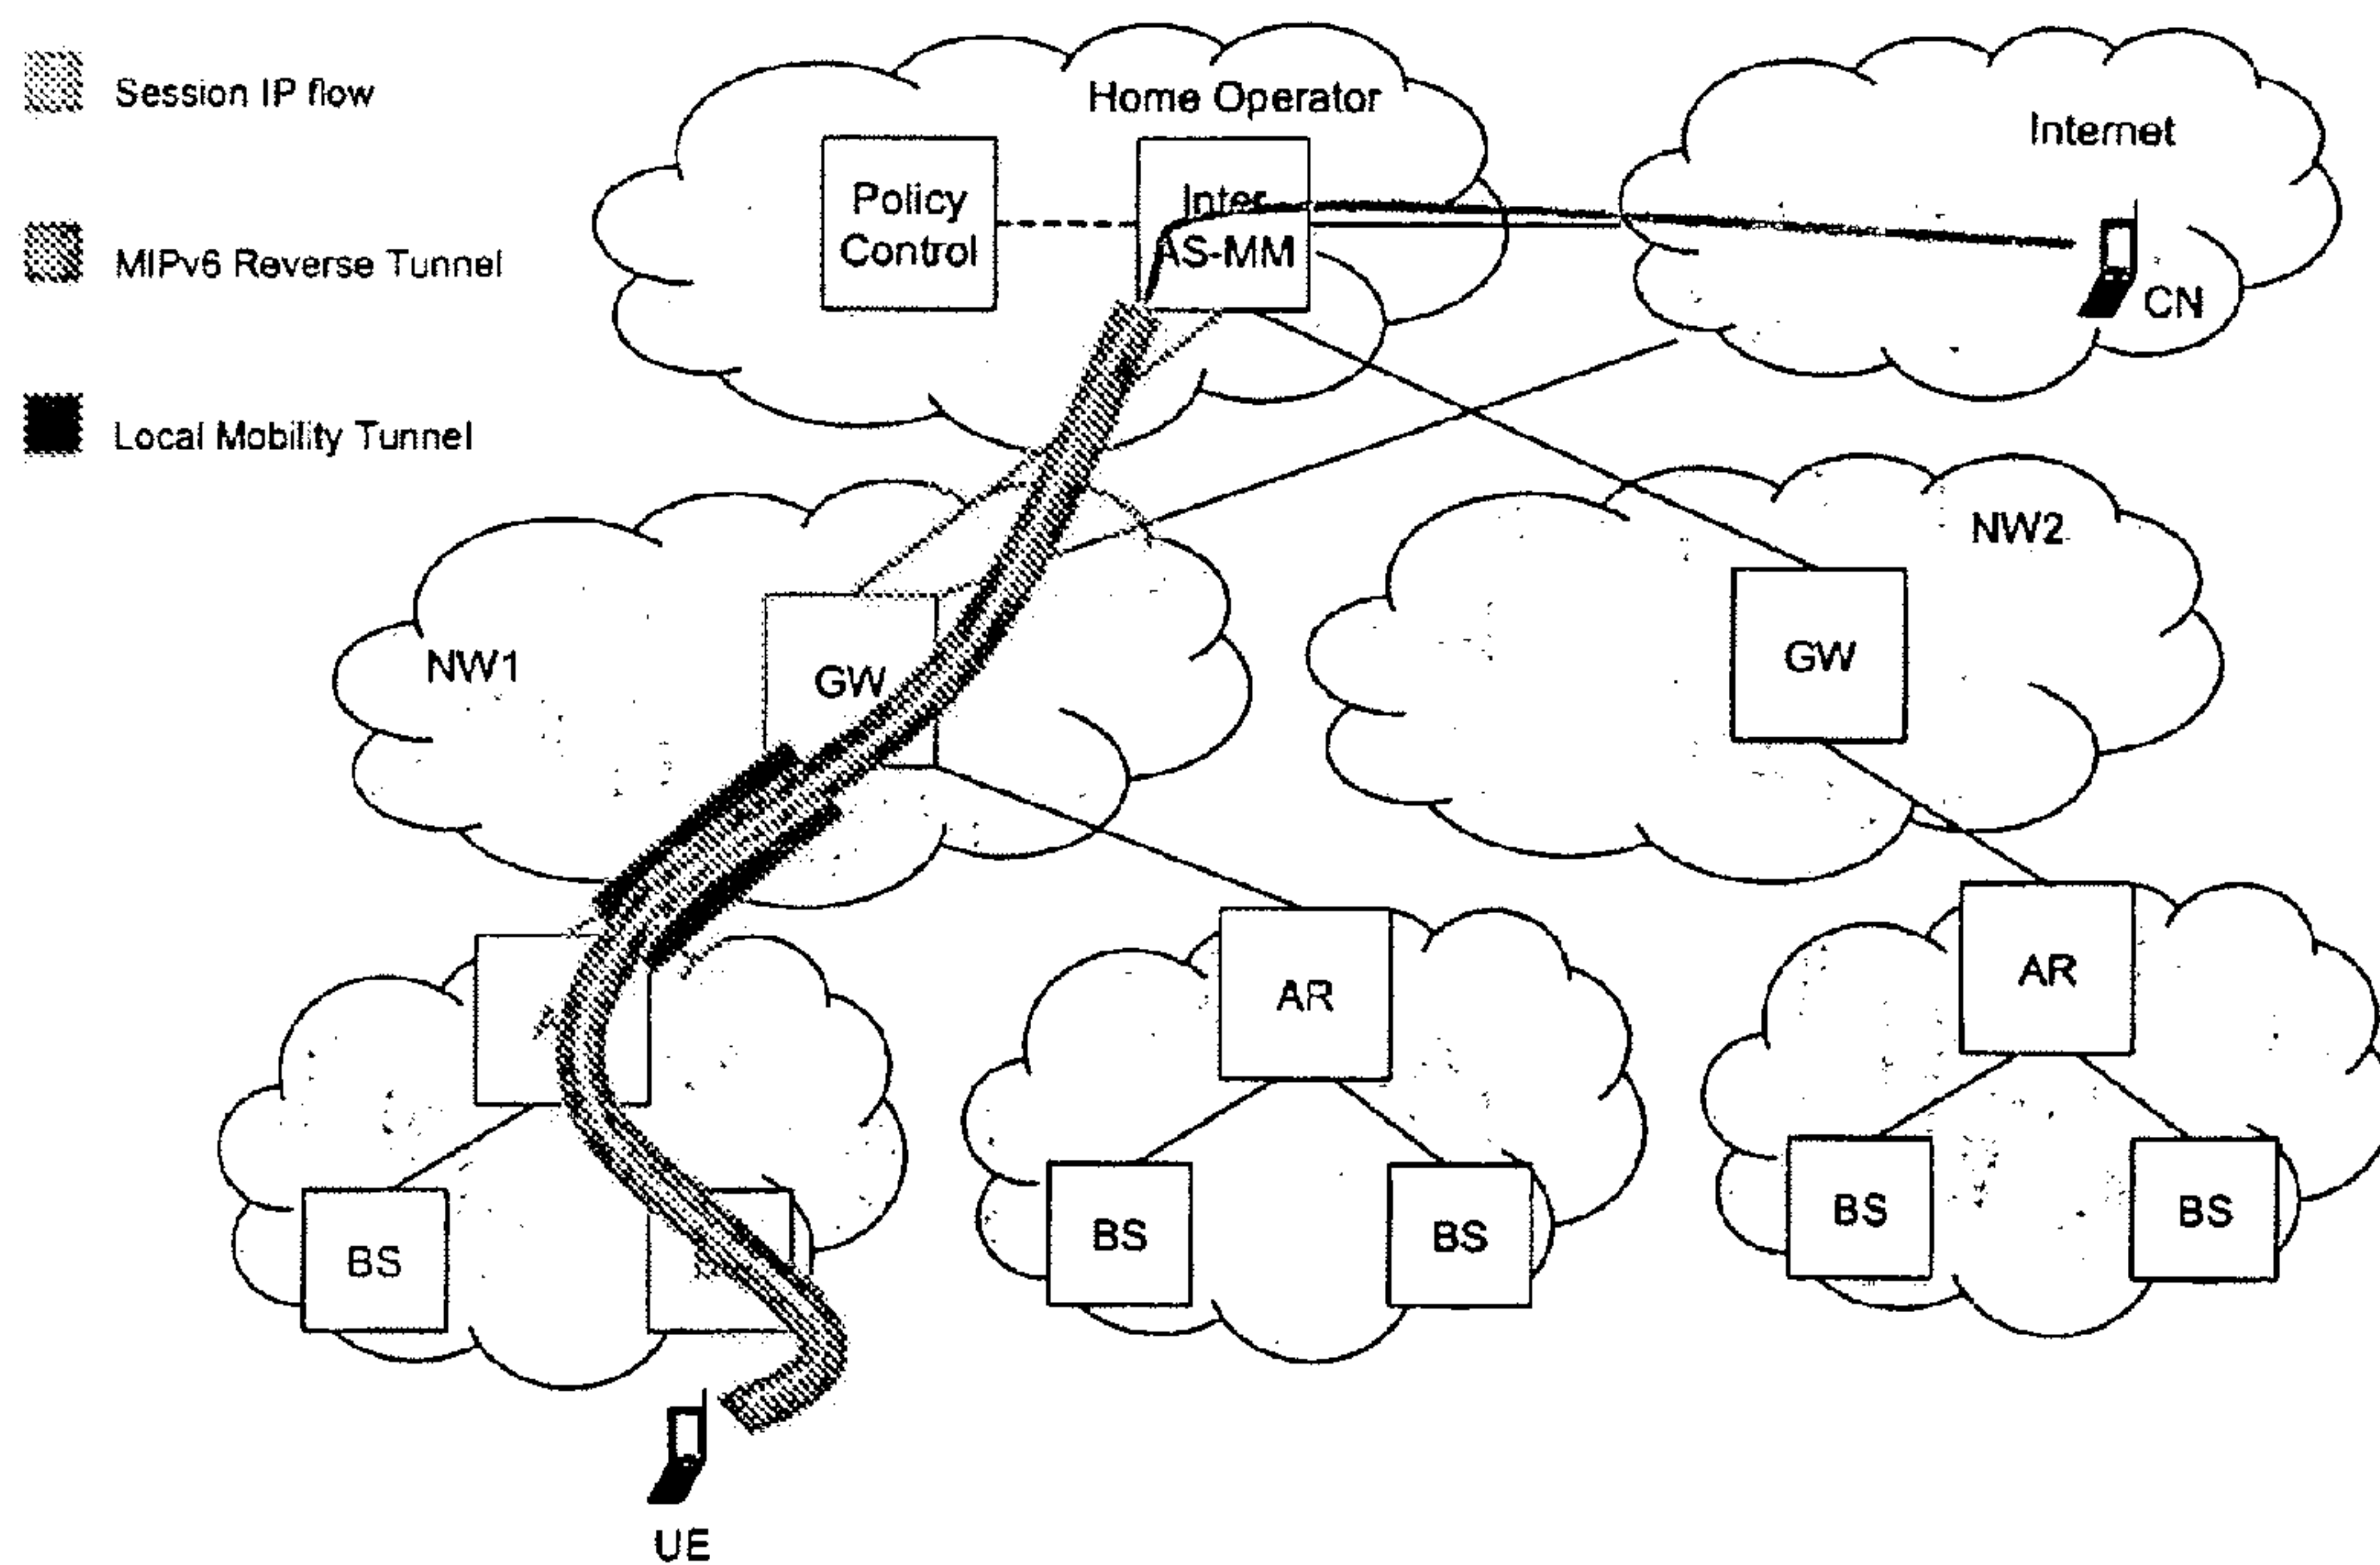 Session IP flow
MIPv6 Reverse Tunnel
Local Mobility Tunnel
Home Operator
Policy
Control
Inter
AS-MM
Internet
CN
NW1
GW
NW2
GW
AR
AR
BS
BS
BS
BS
BS
UE